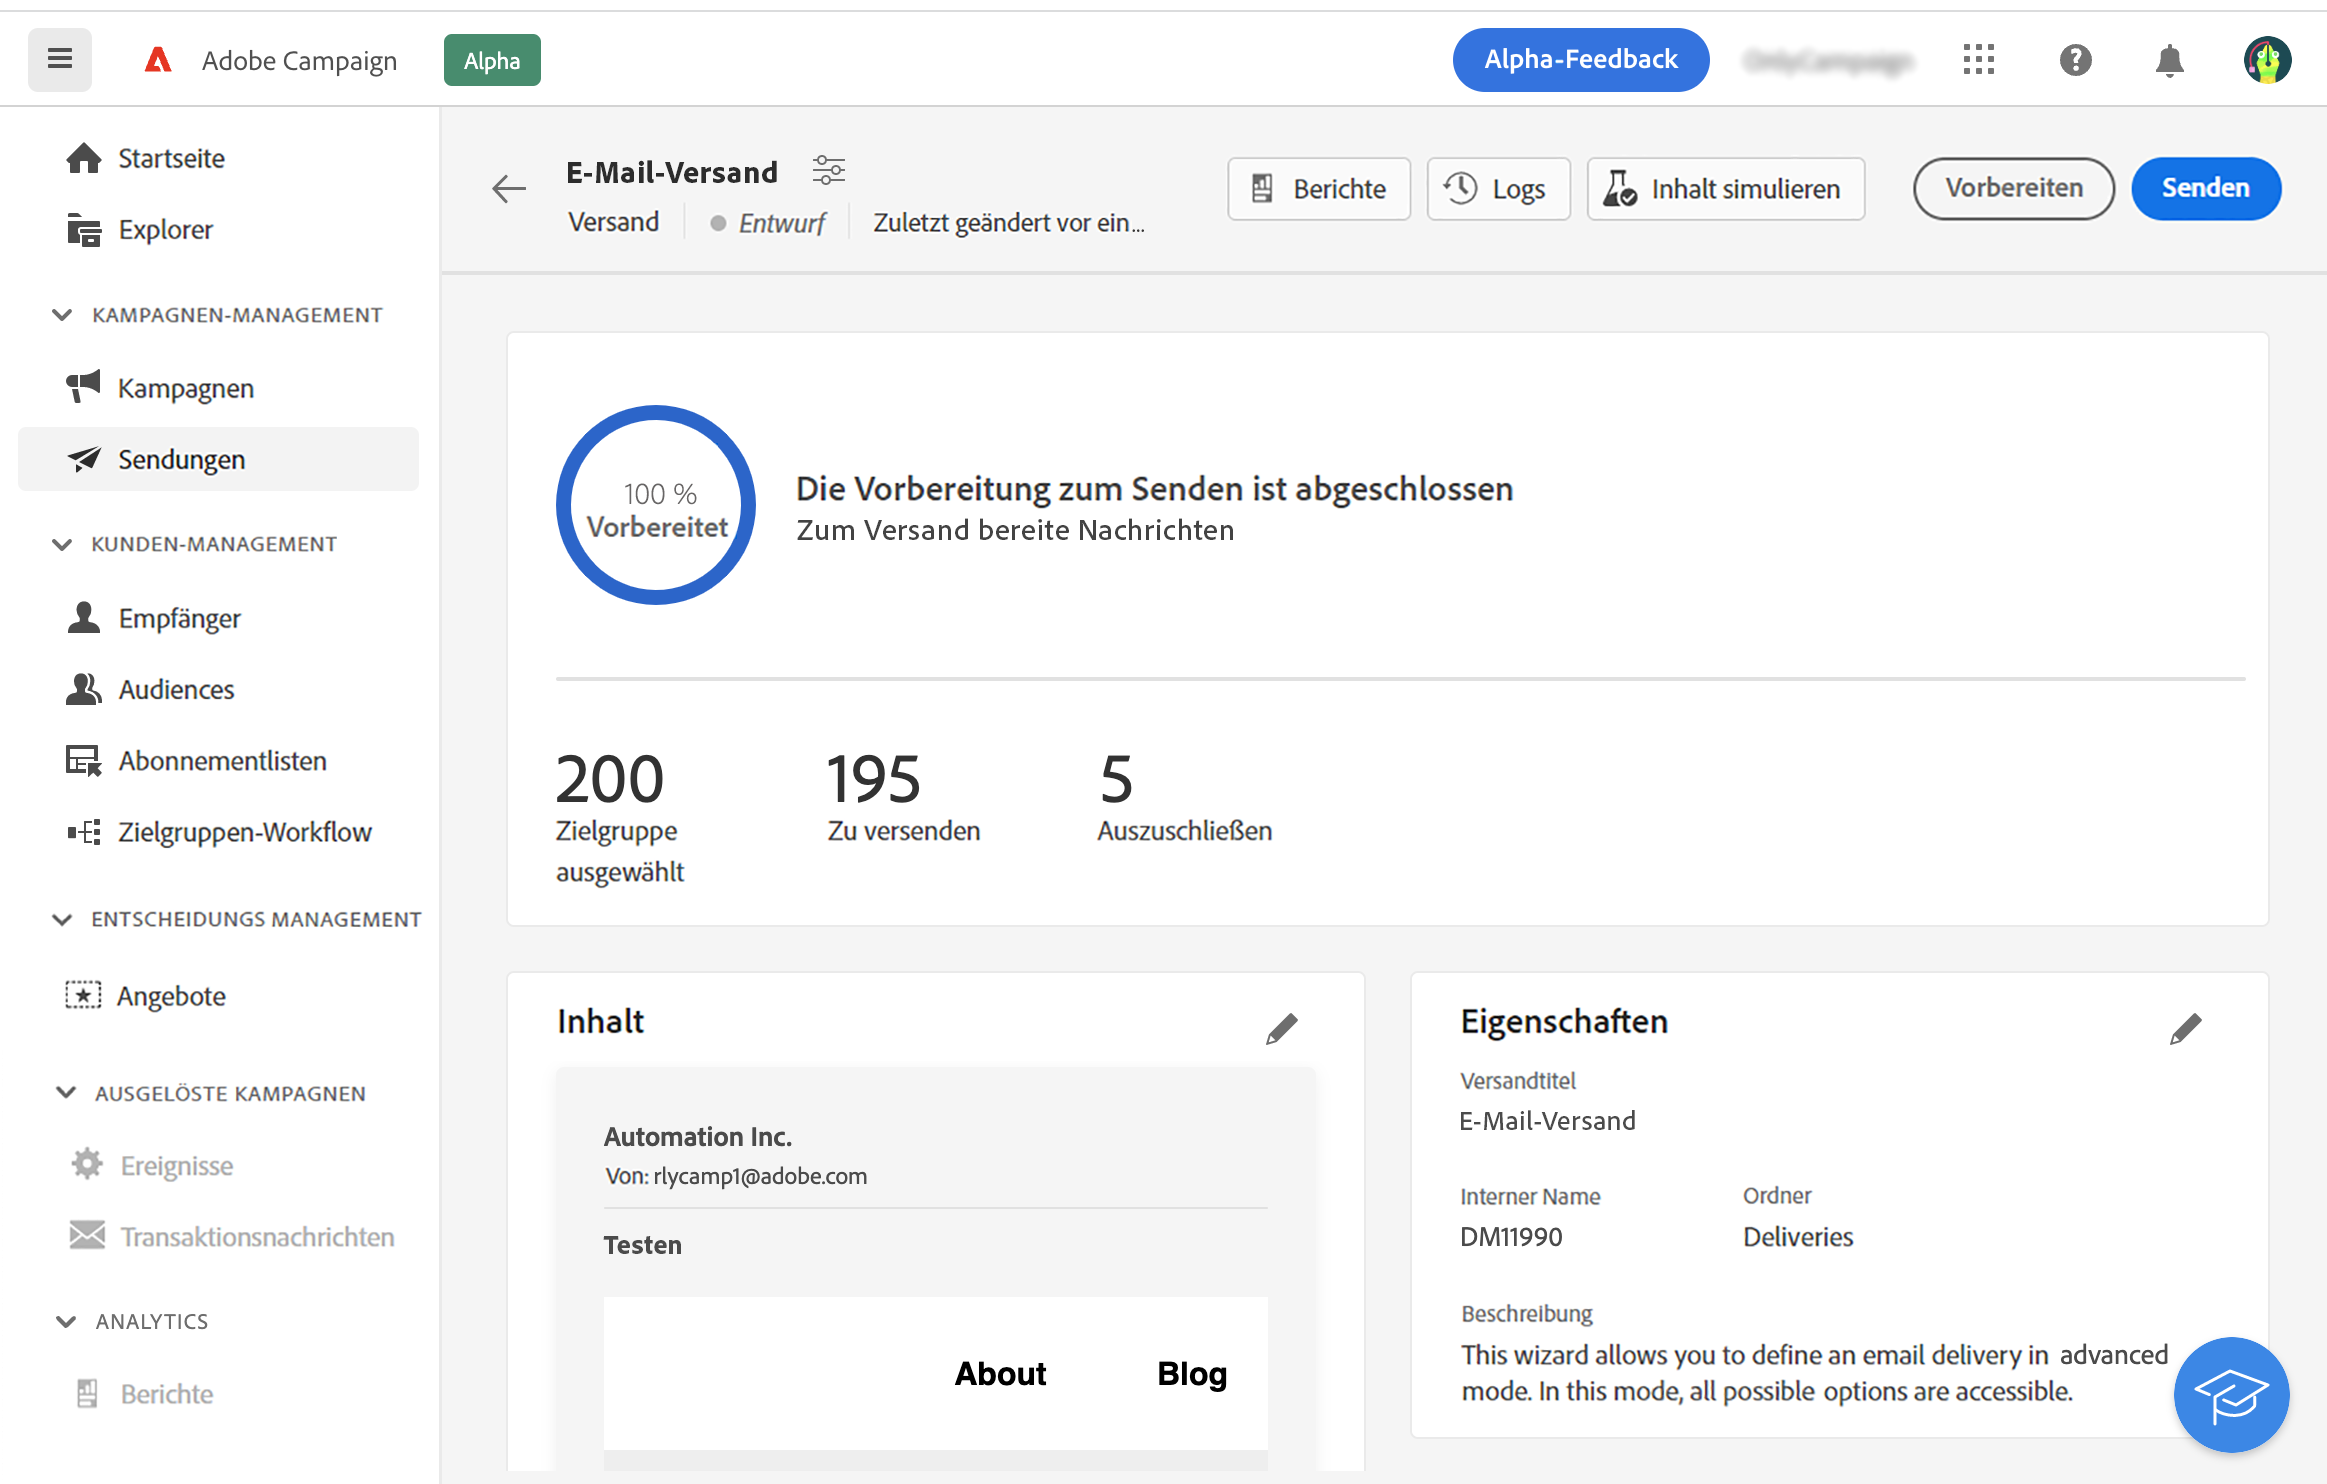 Adobe Campaign
Alpha
Alpha-Feedback
Startseite
Explorer
KAMPAGNEN-MANAGEMENT
Kampagnen
Sendungen
KUNDEN-MANAGEMENT
Empfänger
Audiences
Abonnementlisten
Zielgruppen-Workflow
ENTSCHEIDUNGS MANAGEMENT
Angebote
AUSGELÖSTE KAMPAGNEN
Ereignisse
Transaktionsnachrichten
ANALYTICS
Berichte
E-Mail-Versand
Versand
Entwurf
Zuletzt geändert vor ein...
Berichte
Logs
Inhalt simulieren
Vorbereiten
Senden
100 %
Vorbereitet
Die Vorbereitung zum Senden ist abgeschlossen
Zum Versand bereite Nachrichten
200
Zielgruppe
ausgewählt
195
Zu versenden
5
Auszuschließen
Inhalt
Automation Inc.
Von: rlycamp1@adobe.com
Testen
About Blog
Eigenschaften
Versandtitel
E-Mail-Versand
Interner Name
DM11990
Ordner
Deliveries
Beschreibung
This wizard allows you to define an email delivery in advanced
mode. In this mode, all possible options are accessible.